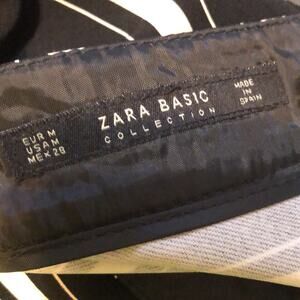 EUR M
USA M
MEX 28
ZARA BASIC
COLLECTION
MADE
IN
SPAIN